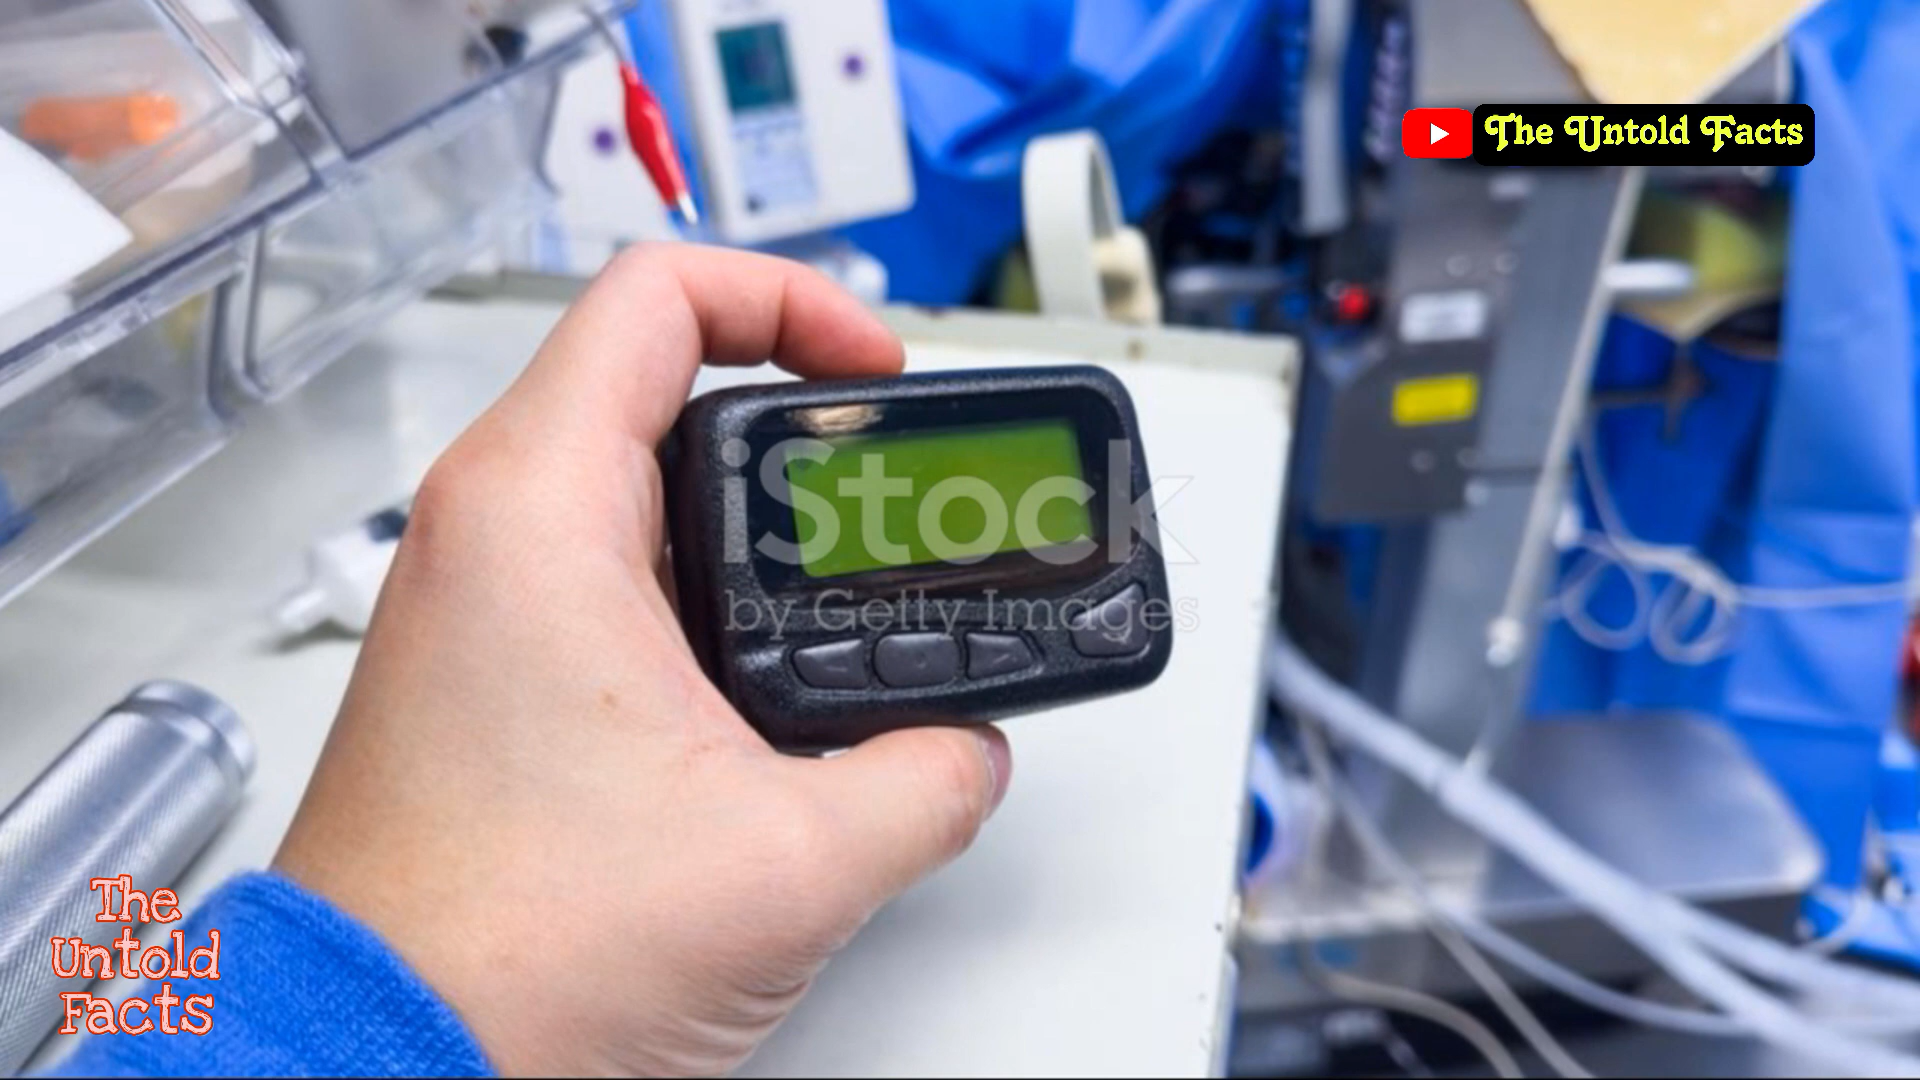 The Untold Facts
iStock
by Getty Images
The
Untold
Facts